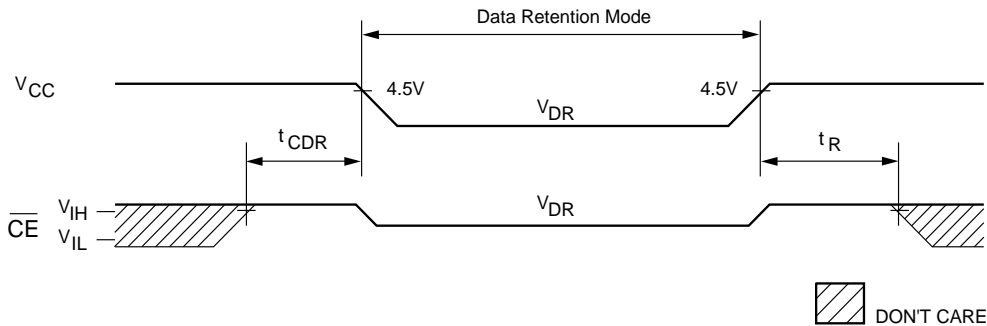 Data Retention Mode
VCC
4.5V
4.5V
VDR
tCDR
tR
VIH
VDR
CE
VIL
DON'T CARE